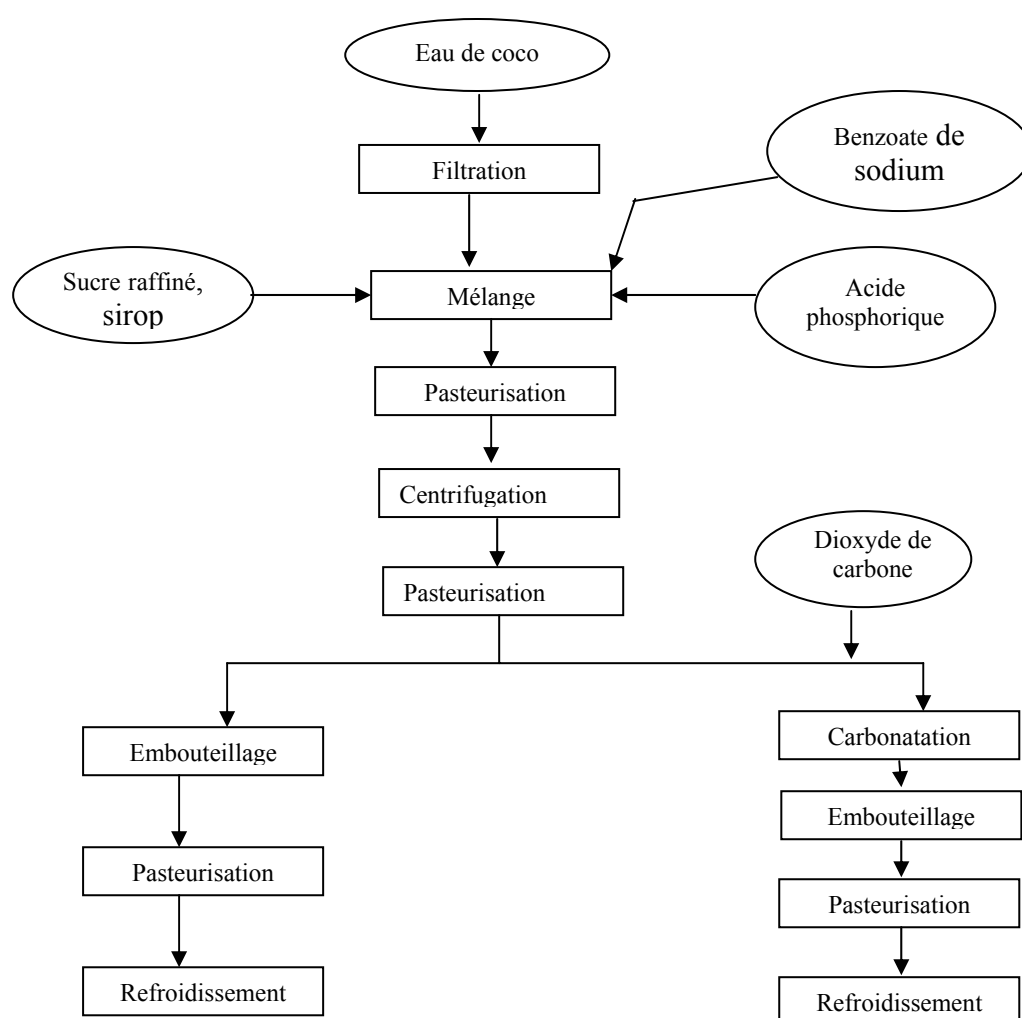 Eau de coco
Benzoate de
sodium
Filtration
Sucre raffiné,
sirop
Mélange
Acide
phosphorique
Pasteurisation
Centrifugation
Dioxyde de
carbone
Pasteurisation
Embouteillage
Carbonatation
Embouteillage
Pasteurisation
Pasteurisation
Refroidissement
Refroidissement